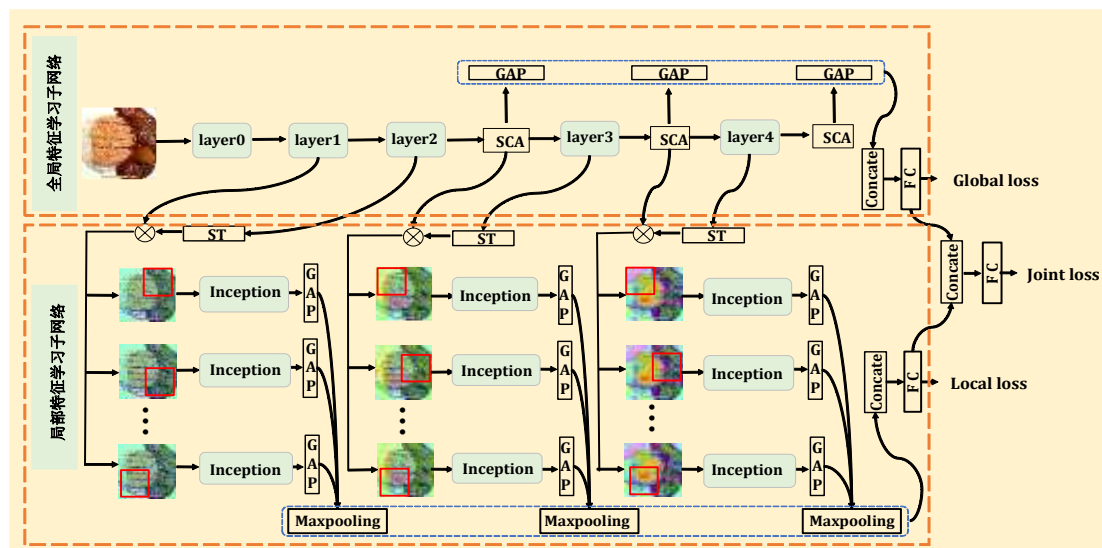 全局特征学习子网络
GAP
GAP
GAP
layer0
layer1
layer2
SCA
layer3
SCA
layer4
SCA
Concate
FC
Global loss
ST
ST
ST
Concate
FC
Joint loss
局部特征学习子网络
Inception
GAP
Inception
GAP
Inception
GAP
Inception
GAP
Inception
GAP
Inception
GAP
Concate
FC
Local loss
Inception
GAP
Inception
GAP
Inception
GAP
Maxpooling
Maxpooling
Maxpooling